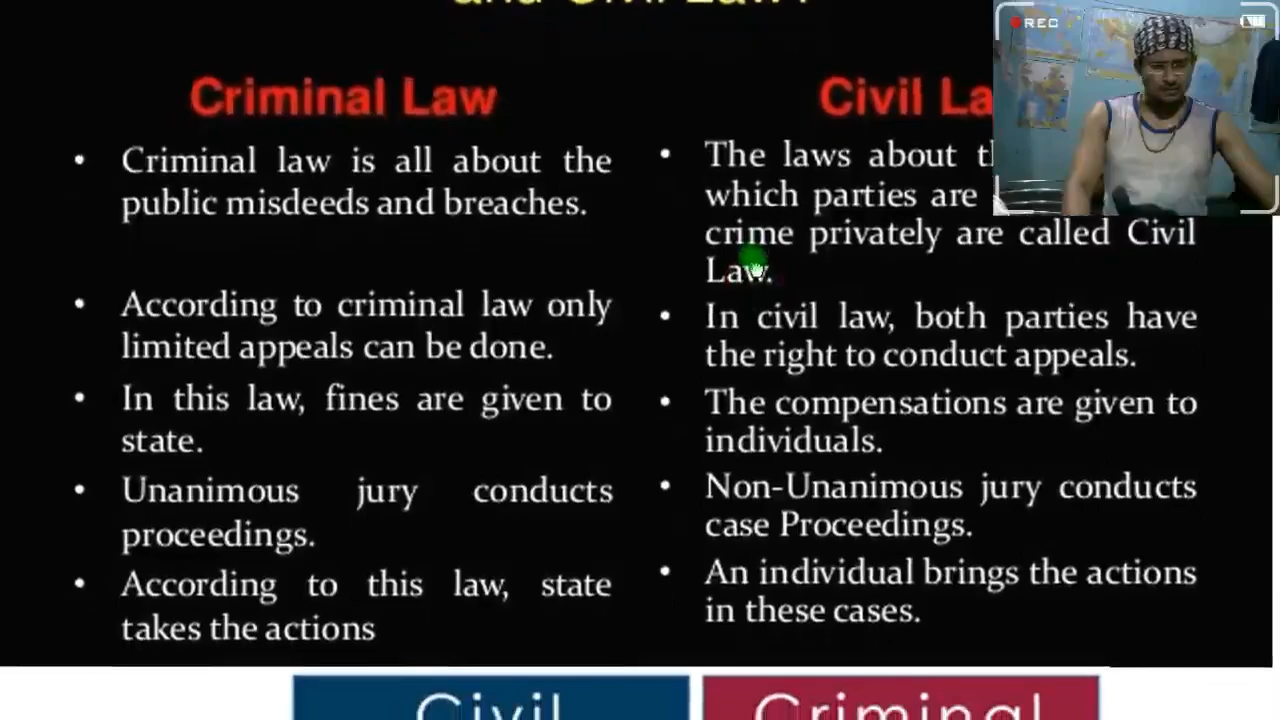 and Civil Law?
REC
Criminal Law
Criminal law is all about the
public misdeeds and breaches.
According to criminal law only
limited appeals can be done.
In this law, fines are given to
state.
Unanimous jury conducts
proceedings.
According to this law, state
takes the actions
Civil
The laws about
which parties are
crime privately are called Civil
Law.
In civil law, both parties have
the right to conduct appeals.
The compensations are given to
individuals.
Non-Unanimous jury conducts
case Proceedings.
An individual brings the actions
in these cases.
Civil
Criminal